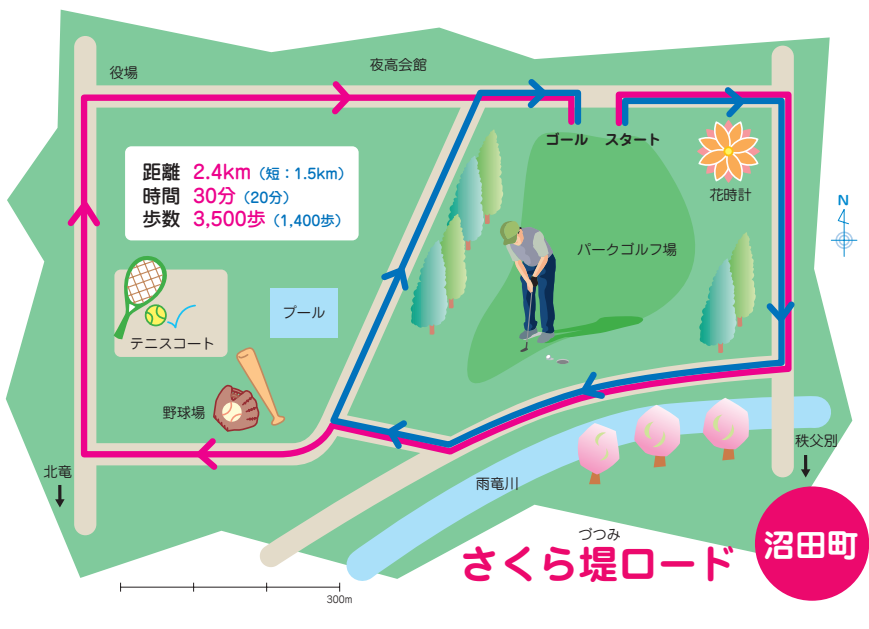 役場
夜高会館
ゴール
スタート
距離 2.4km（短：1.5km）
時間 30分（20分）
歩数 3,500歩（1,400歩）
花時計
N
パークゴルフ場
プール
テニスコート
野球場
秩父別
北竜
雨竜川
づつみ
さくら堤ロード
沼田町
300m